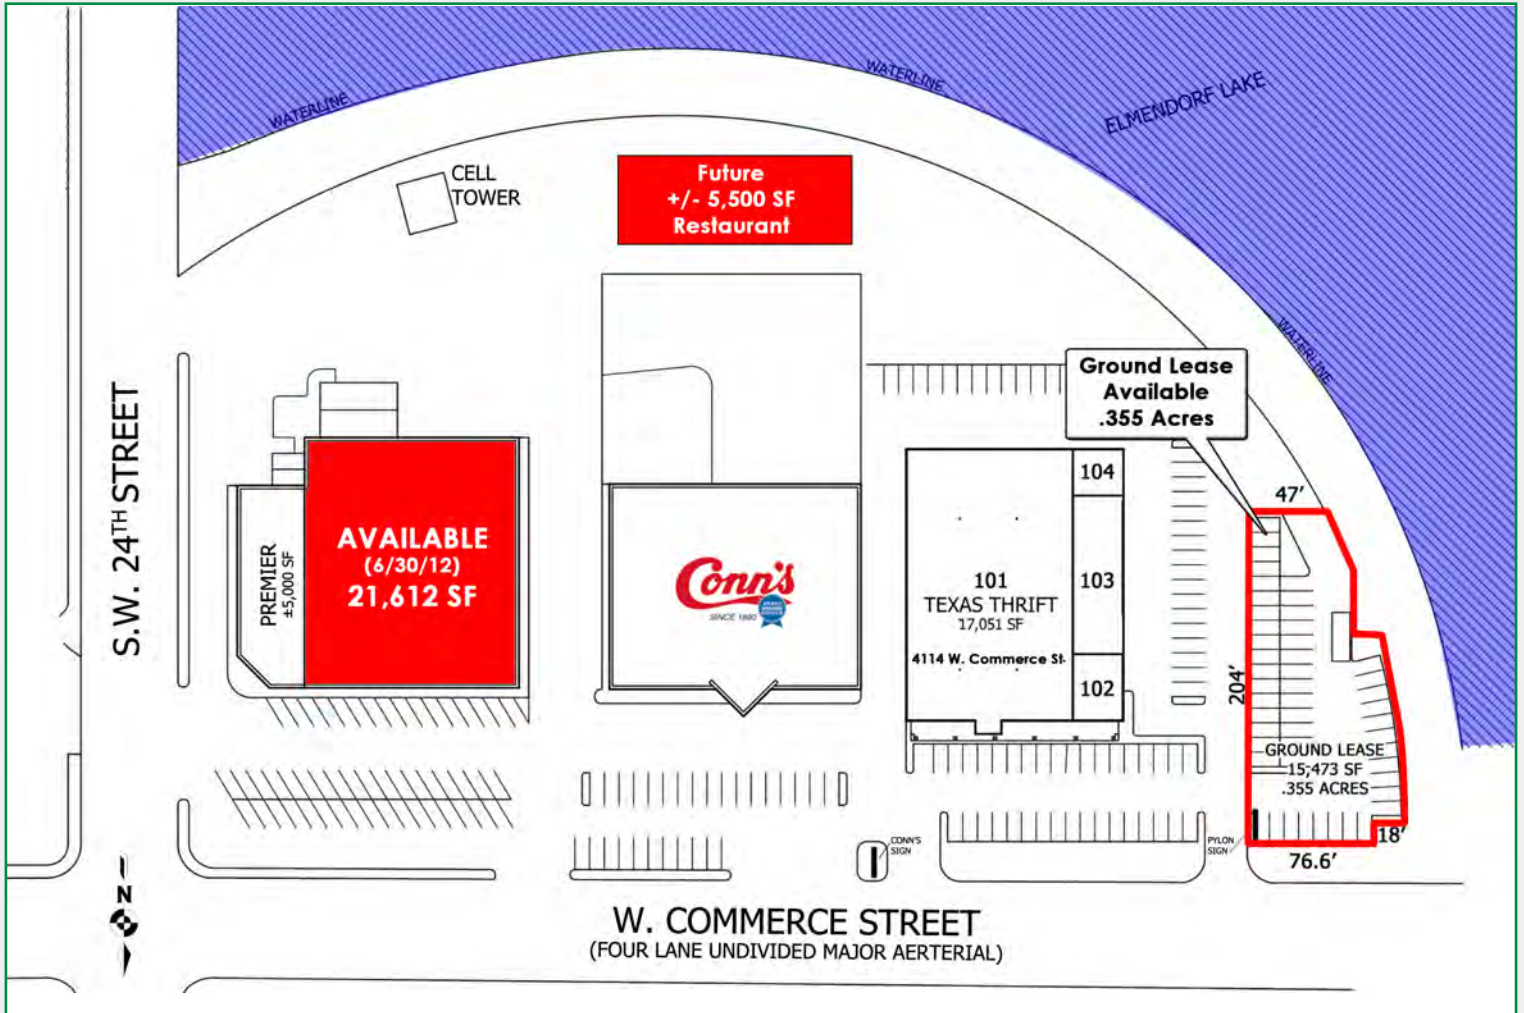 WATERLINE
WATERLINE
ELMENDORF LAKE
WATERLINE
CELL
TOWER
Future
+/- 5,500 SF
Restaurant
Ground Lease
Available
.355 Acres
S.W. 24TH STREET
PREMIER
±5,000 SF
AVAILABLE
(6/30/12)
21,612 SF
Conn's
SINCE 1890
101
TEXAS THRIFT
17,051 SF
4114 W. Commerce St.
104
103
102
47'
204'
GROUND LEASE
15,473 SF
.355 ACRES
18'
76.6'
CONN'S
SIGN
PYLON
SIGN
N
W. COMMERCE STREET
(FOUR LANE UNDIVIDED MAJOR AERTERIAL)